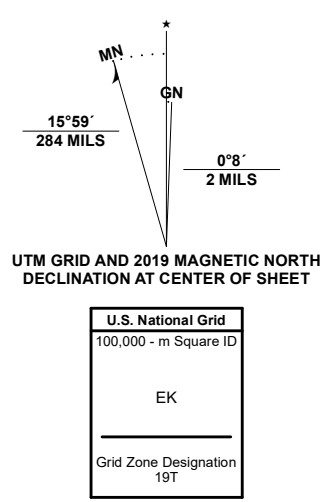 ★
MN
GN
15°59´
284 MILS
0°8´
2 MILS
UTM GRID AND 2019 MAGNETIC NORTH
DECLINATION AT CENTER OF SHEET
U.S. National Grid
100,000 - m Square ID
EK
Grid Zone Designation
19T